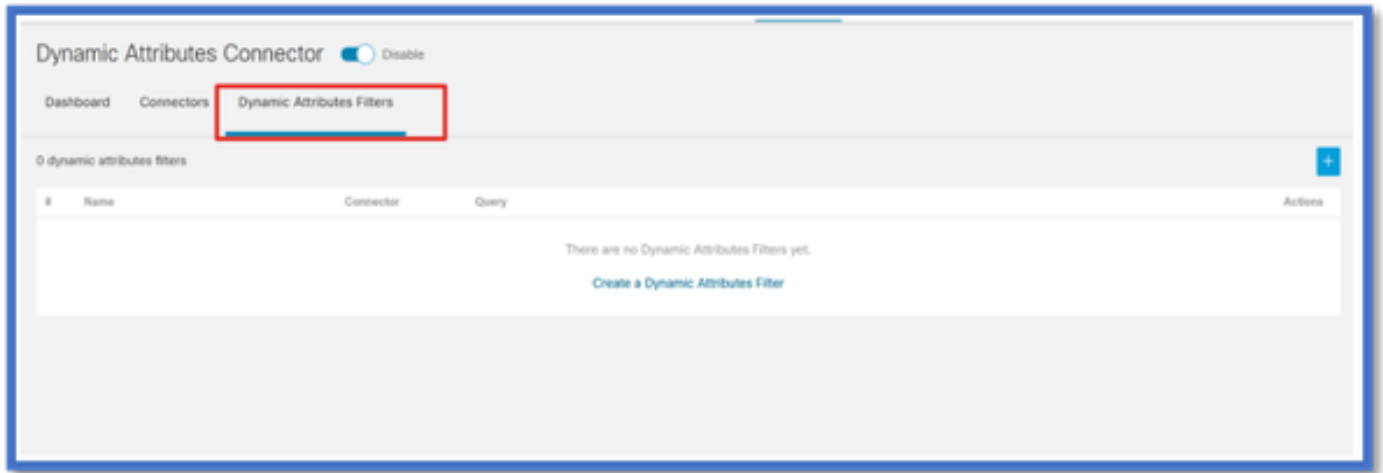 Dynamic Attributes Connector Disable
Dashboard Connectors Dynamic Attributes Filters
0 dynamic attributes filters +
# Name Connector Query Actions
There are no Dynamic Attributes Filters yet.
Create a Dynamic Attributes Filter